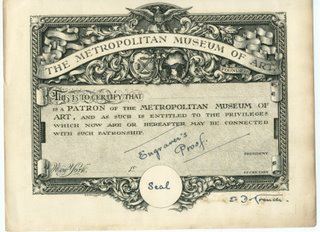 THE METROPOLITAN MUSEUM OF ART
THIS IS TO CERTIFY THAT
IS A PATRON OF THE METROPOLITAN MUSEUM OF
ART, AND AS SUCH IS ENTITLED TO THE PRIVILEGES
WHICH NOW ARE OR HEREAFTER MAY BE CONNECTED
WITH SUCH PATRONSHIP.
Engraver's
Proof.
PRESIDENT
New York,
19
SECRETARY
Seal
E. D. French